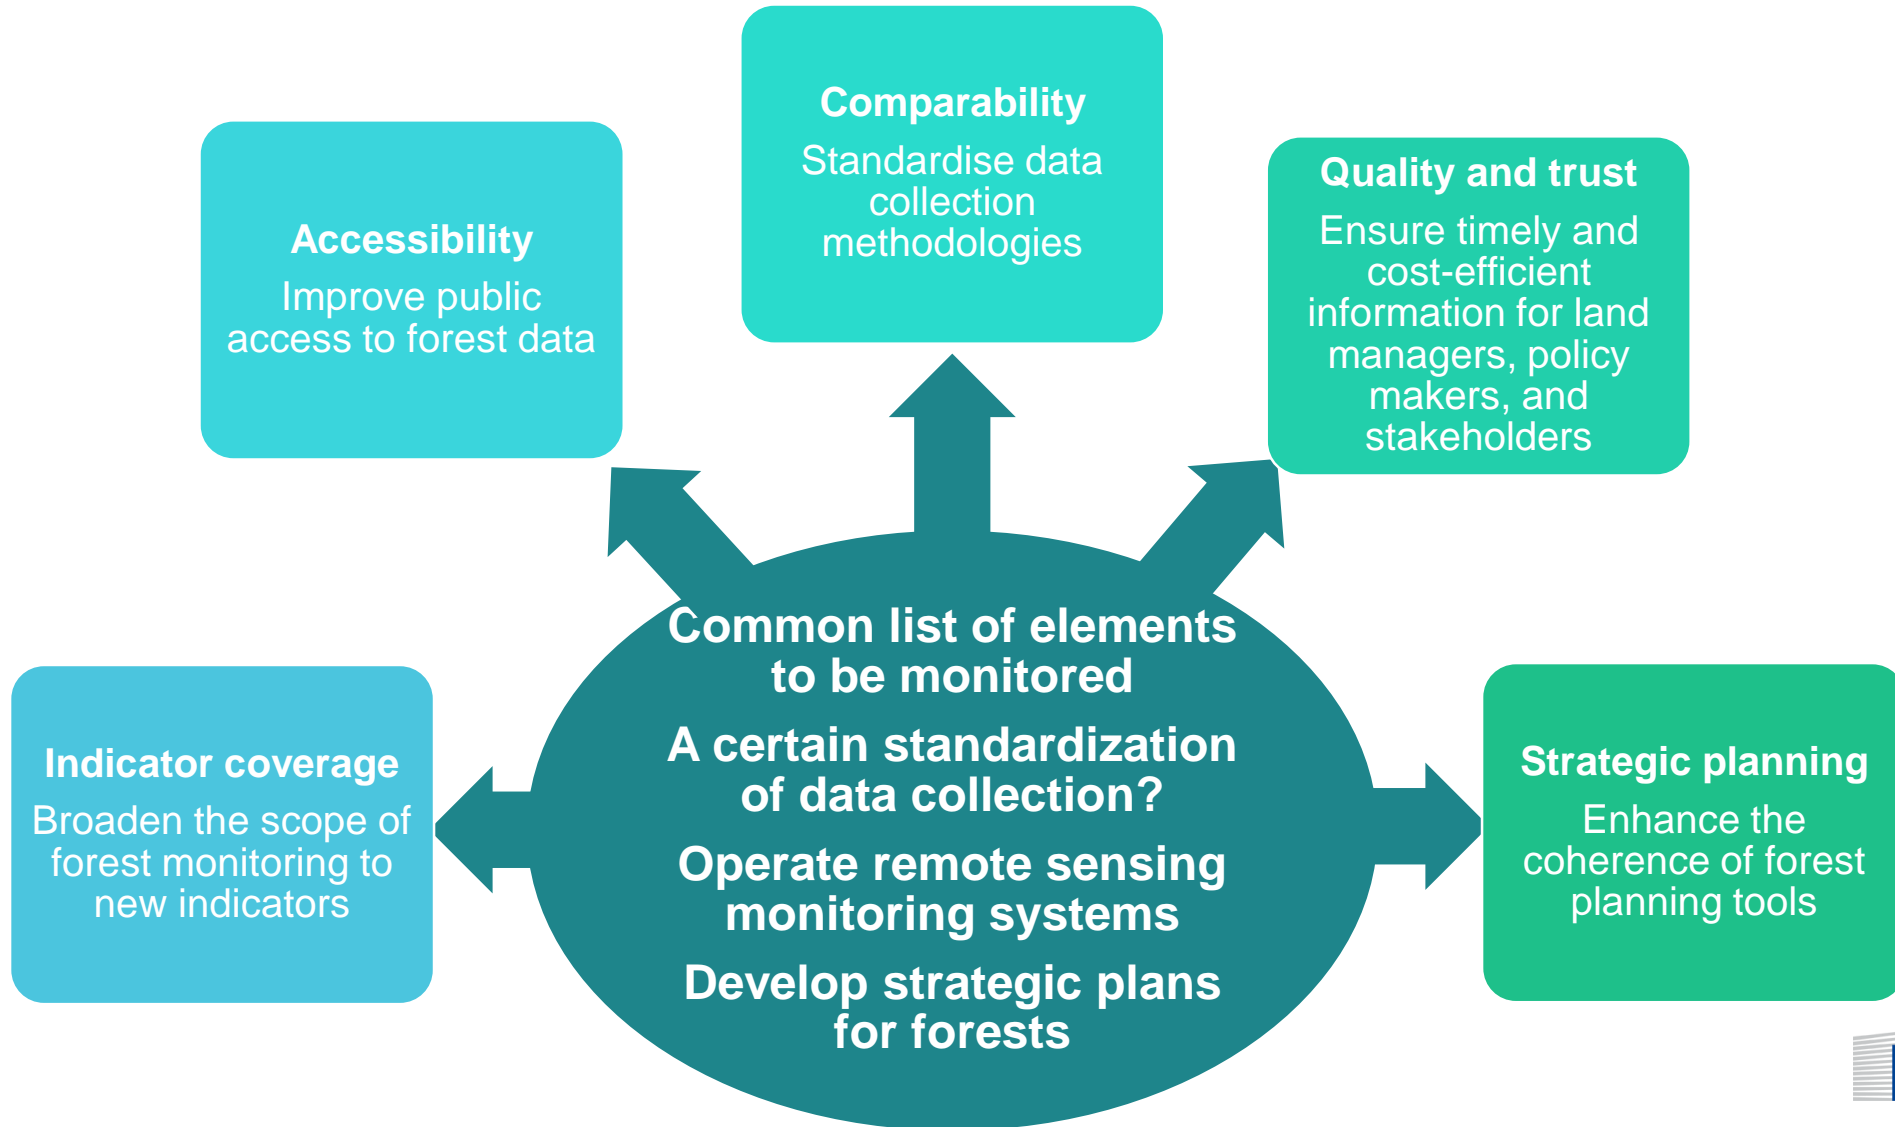 Comparability
Standardise data
collection
methodologies
Accessibility
Improve public
access to forest data
Quality and trust
Ensure timely and
cost-efficient
information for land
managers, policy
makers, and
stakeholders
Indicator coverage
Broaden the scope of
forest monitoring to
new indicators
Common list of elements
to be monitored
A certain standardization
of data collection?
Operate remote sensing
monitoring systems
Develop strategic plans
for forests
Strategic planning
Enhance the
coherence of forest
planning tools